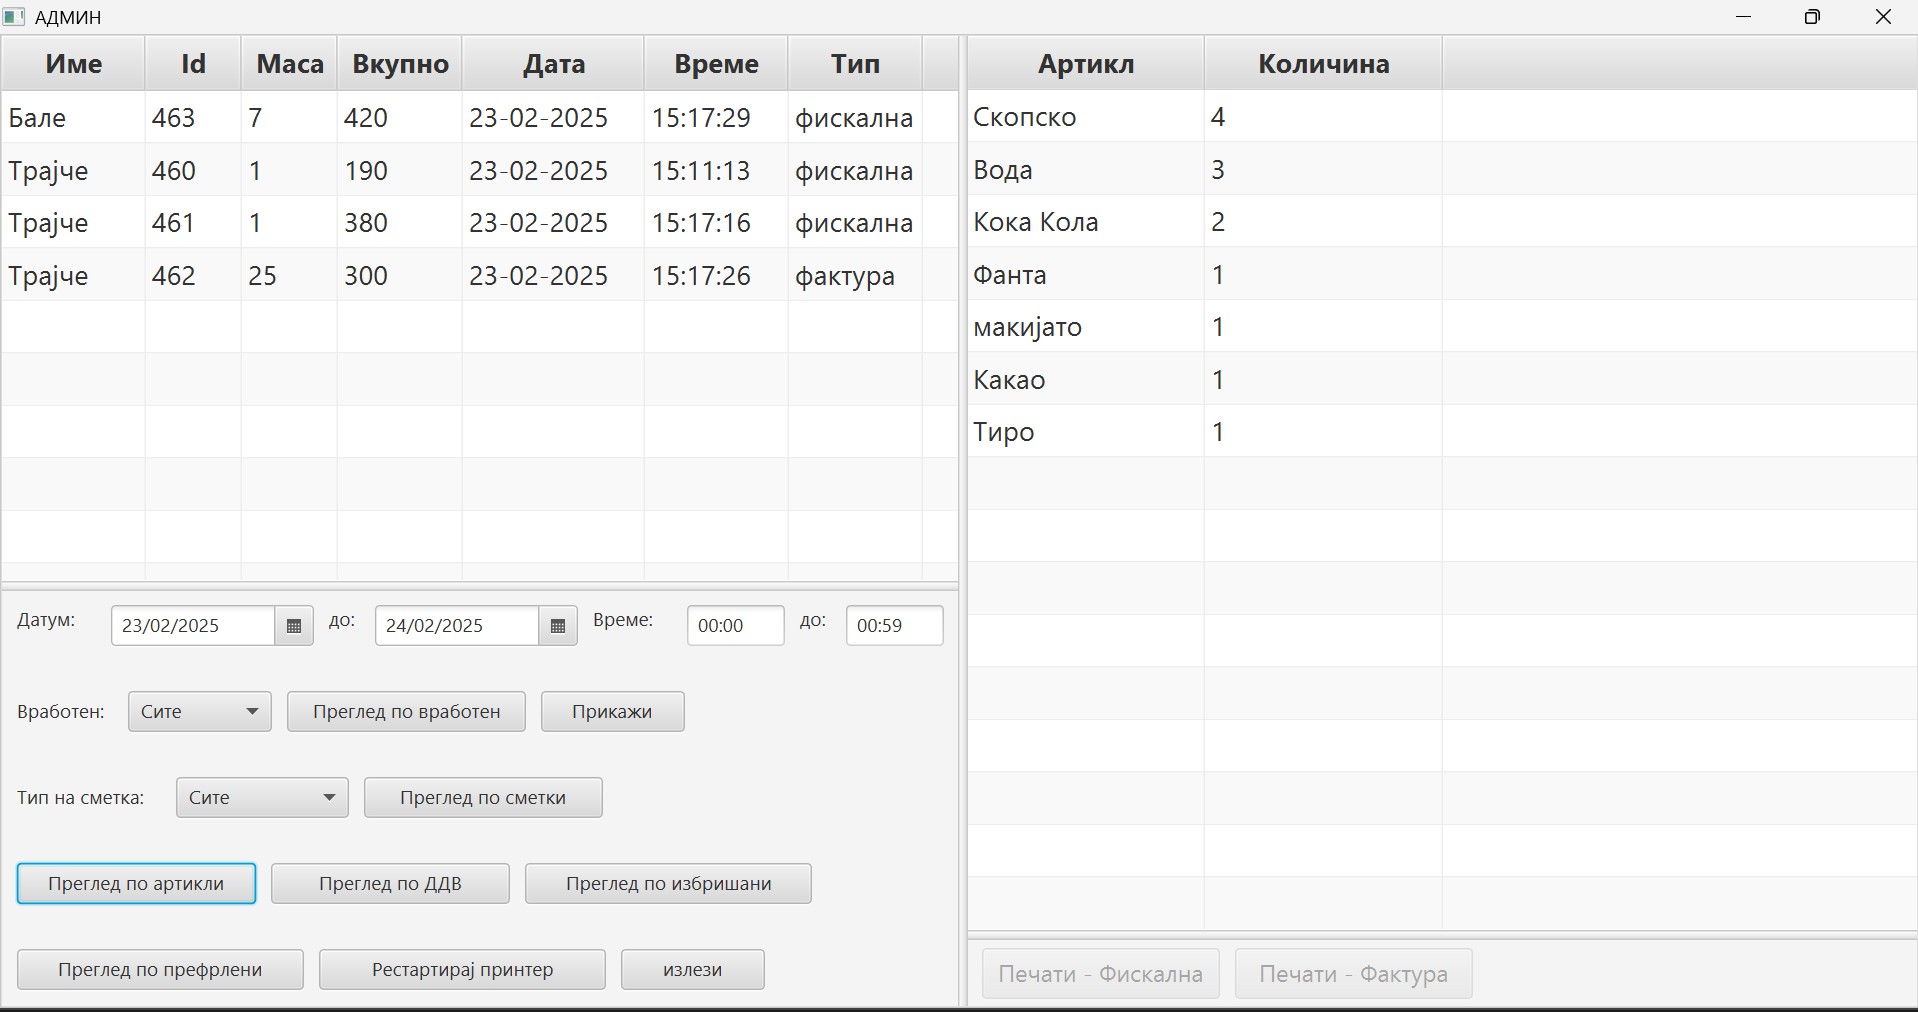 АДМИН
Име Id Маса Вкупно Дата Време Тип
Бале 463 7 420 23-02-2025 15:17:29 фискална
Трајче 460 1 190 23-02-2025 15:11:13 фискална
Трајче 461 1 380 23-02-2025 15:17:16 фискална
Трајче 462 25 300 23-02-2025 15:17:26 фактура
Датум: 23/02/2025 до: 24/02/2025 Време: 00:00 до: 00:59
Вработен: Сите Преглед по вработен Прикажи
Тип на сметка: Сите Преглед по сметки
Преглед по артикли Преглед по ДДВ Преглед по избришани
Преглед по префрлени Рестартирај принтер излези
Артикл Количина
Скопско 4
Вода 3
Кока Кола 2
Фанта 1
макијато 1
Какао 1
Тиро 1
Печати - Фискална Печати - Фактура